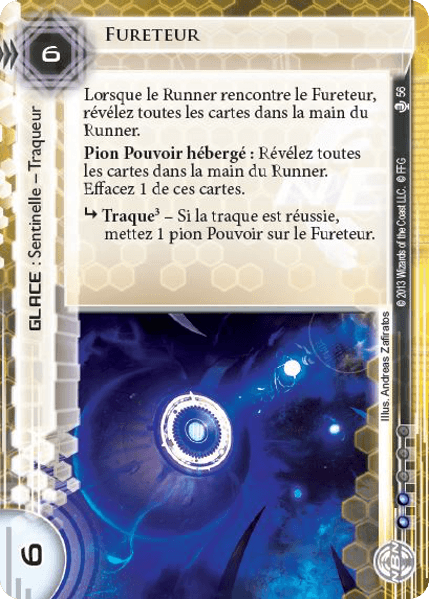 6
FURETEUR
Lorsque le Runner rencontre le Fureteur,
révélez toutes les cartes dans la main du
Runner.
Pion Pouvoir hébergé : Révélez toutes
les cartes dans la main du Runner.
Effacez 1 de ces cartes.
↳ Traque³ – Si la traque est réussie,
mettez 1 pion Pouvoir sur le Fureteur.
GLACE : Sentinelle – Traqueur
56
© 2013 Wizards of the Coast LLC. © FFG
Illus. Andreas Zafiratos
6
NBN